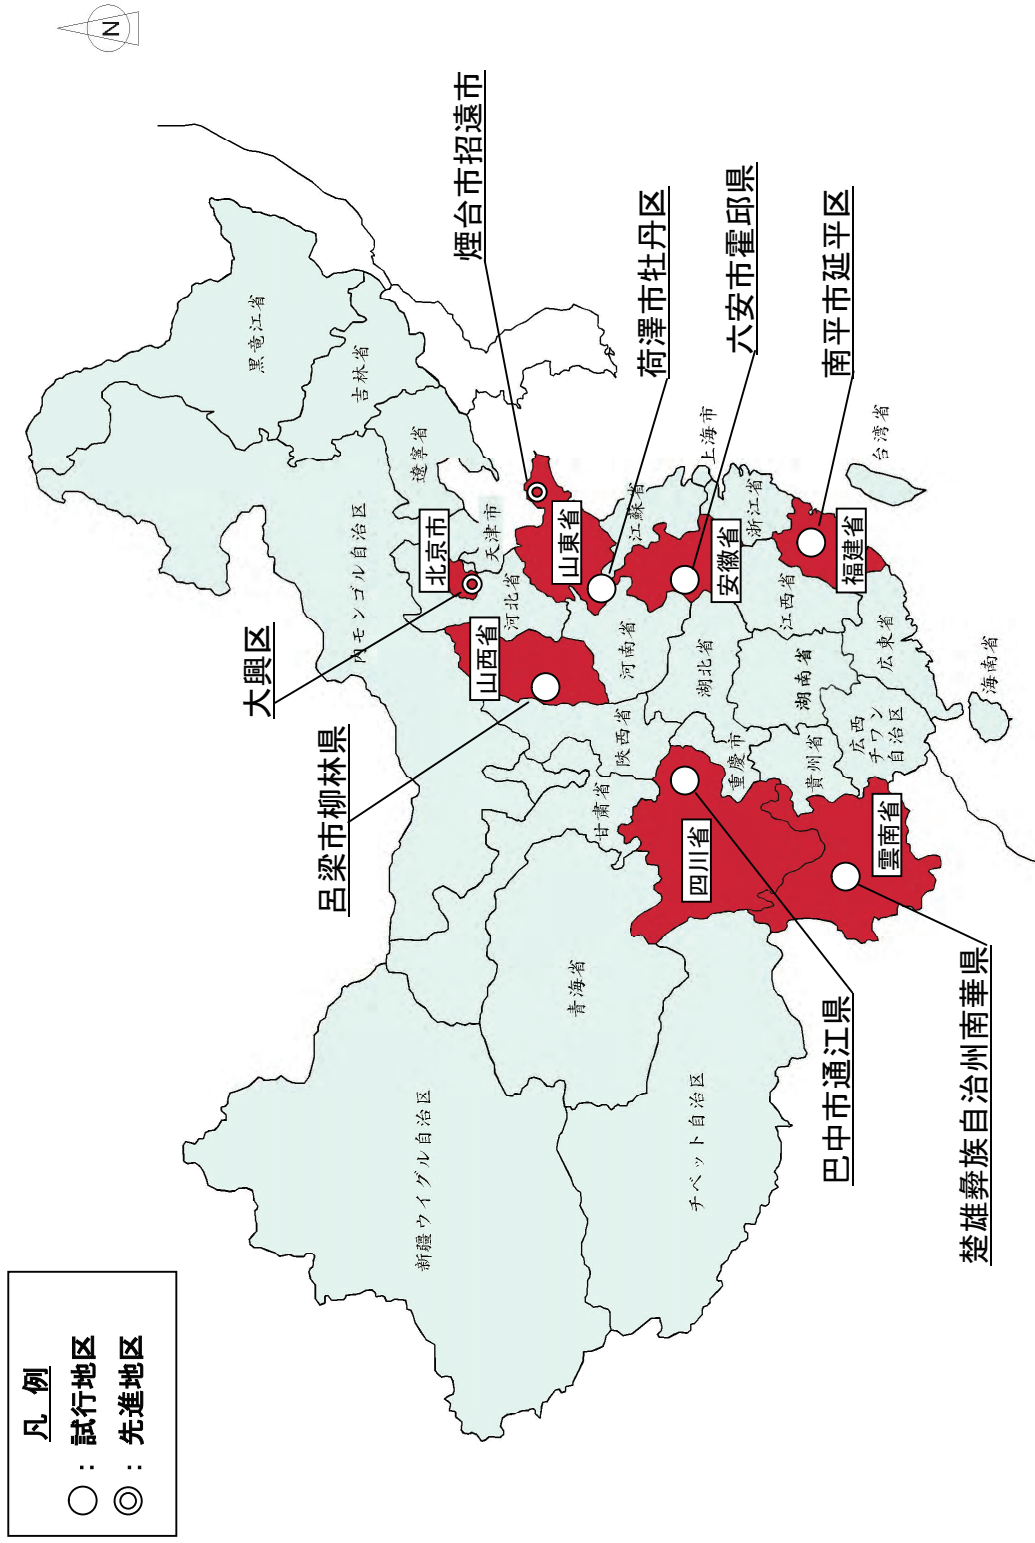 凡 例
○ : 試行地区
◎ : 先進地区
N
黒竜江省
吉林省
遼寧省
内モンゴル自治区
北京市
天津市
河北省
山西省
山東省
江蘇省
河南省
安徽省
上海市
浙江省
福建省
台湾省
江西省
湖北省
湖南省
広東省
海南省
広西
チワン
自治区
貴州省
重慶市
陝西省
甘粛省
四川省
雲南省
青海省
チベット自治区
新疆ウイグル自治区
煙台市招遠市
荷澤市牡丹区
六安市霍邱県
南平市延平区
大興区
呂梁市柳林県
巴中市通江県
楚雄彝族自治州南華県